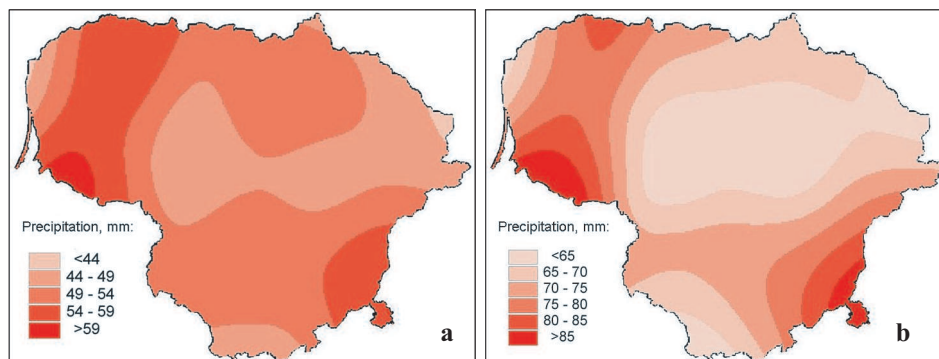 Precipitation, mm:
<44
44 - 49
49 - 54
54 - 59
>59
a
Precipitation, mm:
<65
65 - 70
70 - 75
75 - 80
80 - 85
>85
b